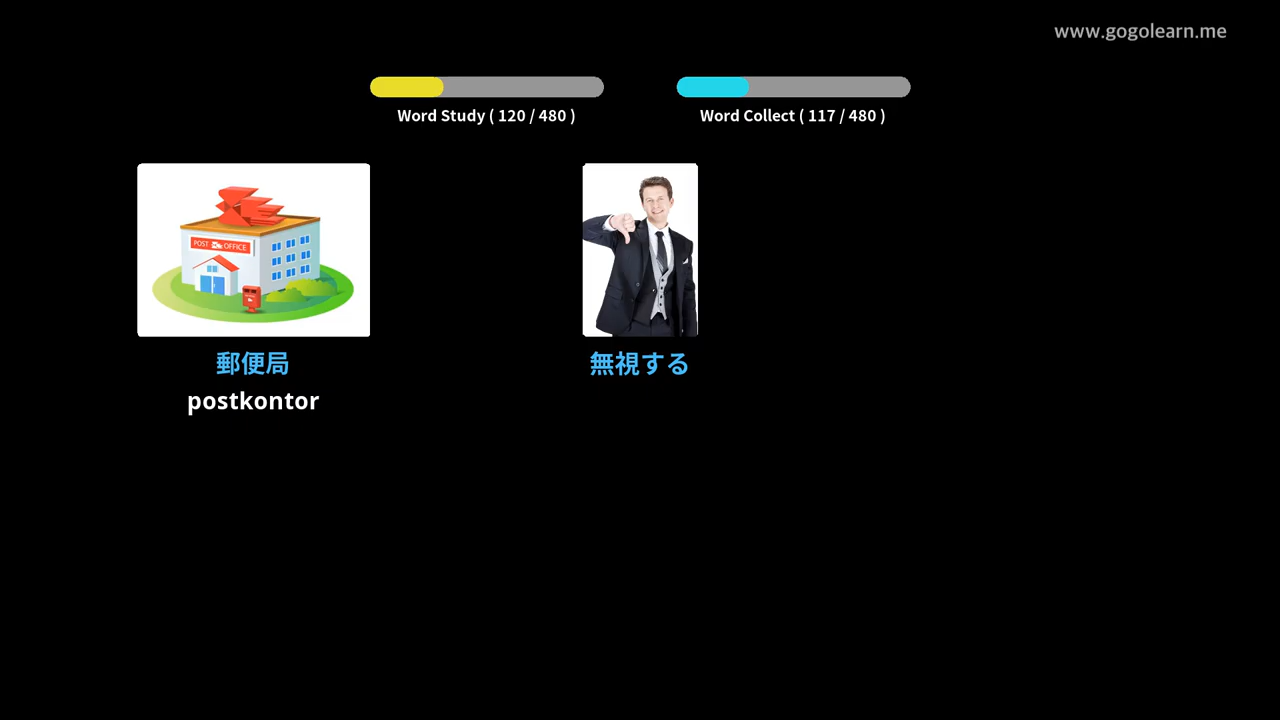 www.gogolearn.me
Word Study ( 120 / 480 )
Word Collect ( 117 / 480 )
POST OFFICE
郵便局
無視する
postkontor